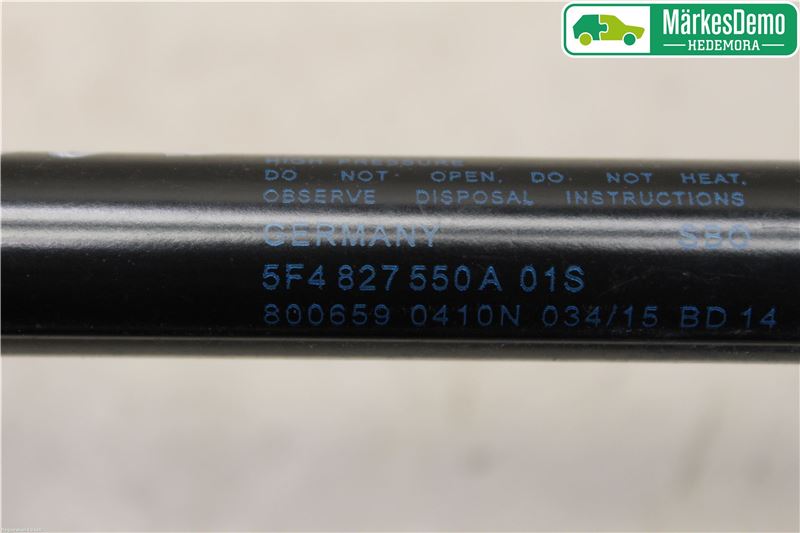 MärkesDemo
HEDEMORA
HIGH PRESSURE
DO NOT OPEN. DO NOT HEAT.
OBSERVE DISPOSAL INSTRUCTIONS
GERMANY SBO
5F4 827 550 A 01S
800659 0410N 034/15 BD 14